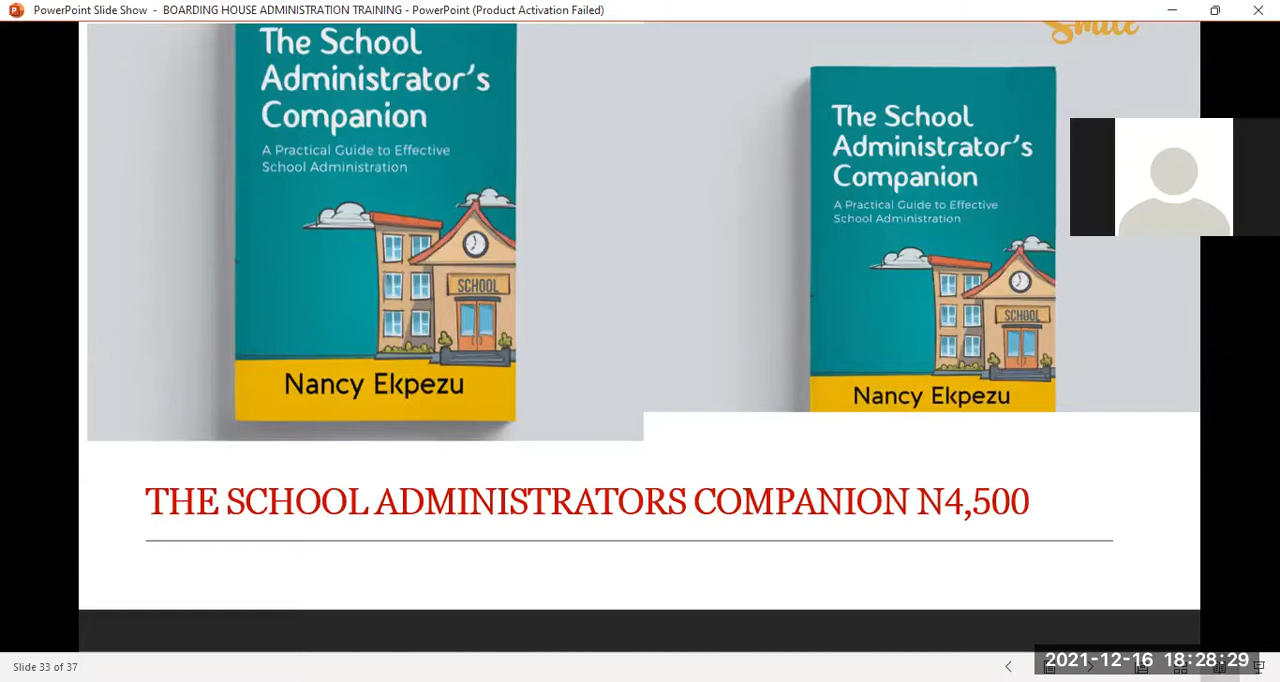 PowerPoint Slide Show - BOARDING HOUSE ADMINISTRATION TRAINING - PowerPoint (Product Activation Failed)
Smile
The School
Administrator's
Companion
A Practical Guide to Effective
School Administration
SCHOOL
Nancy Ekpezu
The School
Administrator's
Companion
A Practical Guide to Effective
School Administration
SCHOOL
Nancy Ekpezu
THE SCHOOL ADMINISTRATORS COMPANION N4,500
Slide 33 of 37
2021-12-16 18:28:29